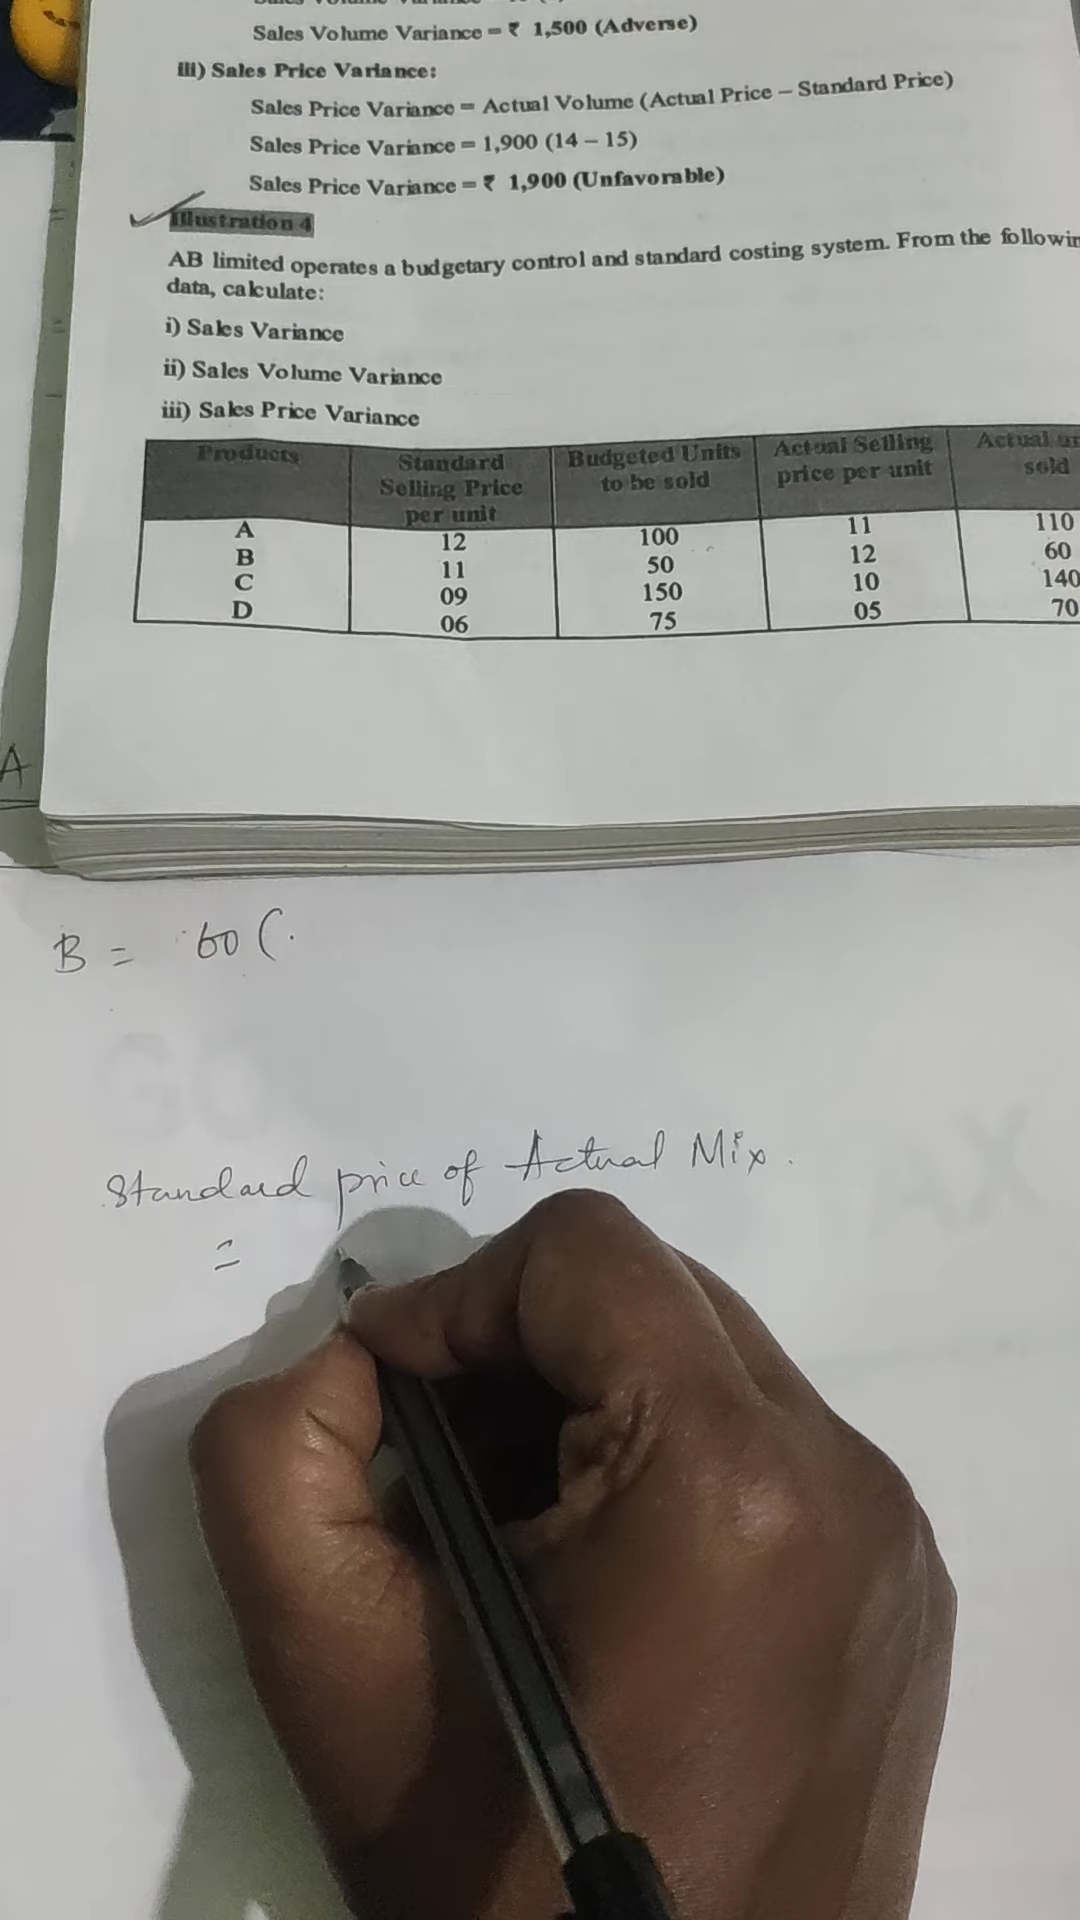 Sales Volume Variance = ₹ 1,500 (Adverse)
iii) Sales Price Variance:
Sales Price Variance = Actual Volume (Actual Price – Standard Price)
Sales Price Variance = 1,900 (14 – 15)
Sales Price Variance = ₹ 1,900 (Unfavorable)
Illustration 4
AB limited operates a budgetary control and standard costing system. From the
data, calculate:
i) Sales Variance
ii) Sales Volume Variance
iii) Sales Price Variance
Products Standard Selling Price per unit Budgeted Units to be sold Actual Selling price per unit Actual sold
A 12 100 11 110
B 11 50 12 60
C 09 150 10 140
D 06 75 05 70
A
B = 60 (.
Standard price of Actual Mix.
=